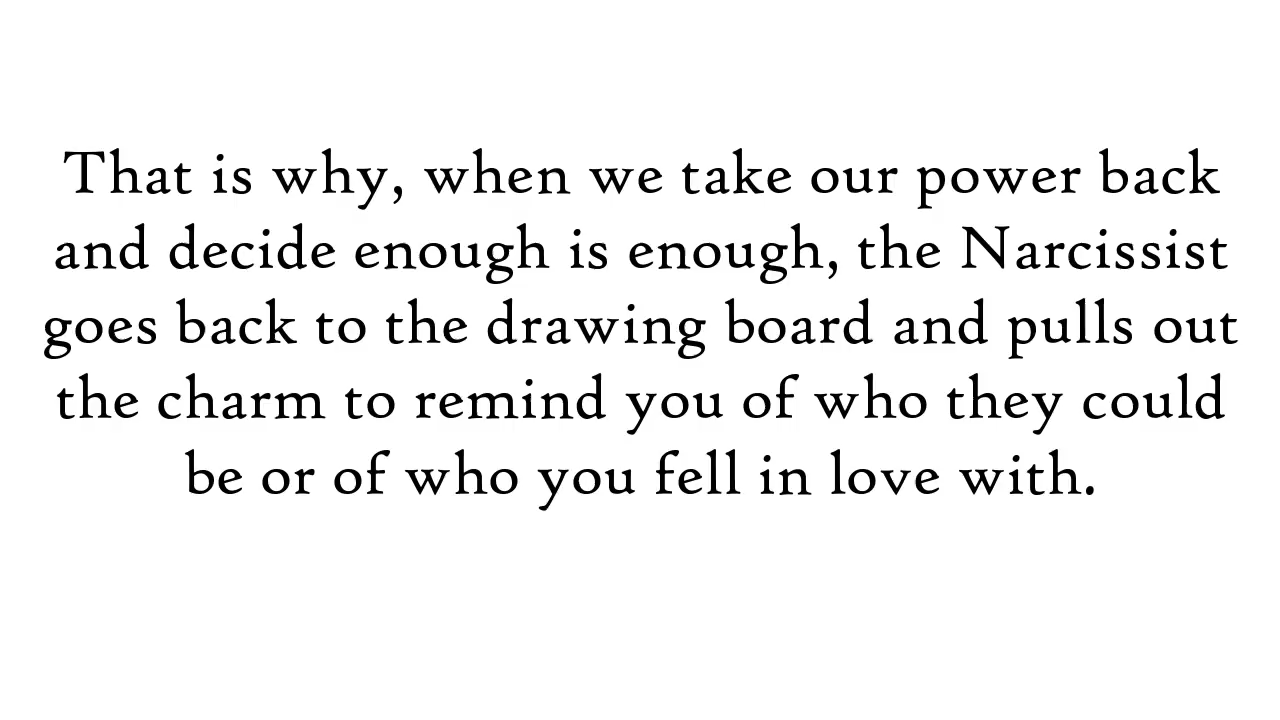 That is why, when we take our power back
and decide enough is enough, the Narcissist
goes back to the drawing board and pulls out
the charm to remind you of who they could
be or of who you fell in love with.